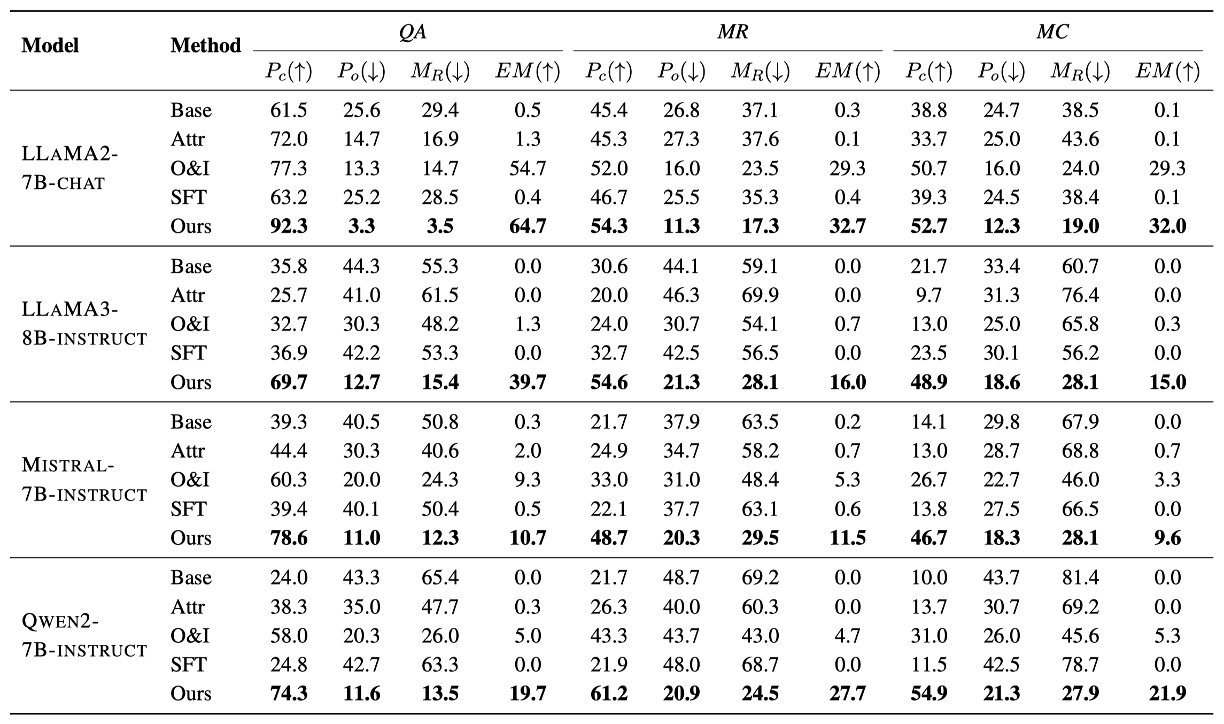 Model Method QA MR MC
P_c(↑) P_o(↓) M_R(↓) EM(↑) P_c(↑) P_o(↓) M_R(↓) EM(↑) P_c(↑) P_o(↓) M_R(↓) EM(↑)
LLAMA2-
7B-CHAT
Base 61.5 25.6 29.4 0.5 45.4 26.8 37.1 0.3 38.8 24.7 38.5 0.1
Attr 72.0 14.7 16.9 1.3 45.3 27.3 37.6 0.1 33.7 25.0 43.6 0.1
O&I 77.3 13.3 14.7 54.7 52.0 16.0 23.5 29.3 50.7 16.0 24.0 29.3
SFT 63.2 25.2 28.5 0.4 46.7 25.5 35.3 0.4 39.3 24.5 38.4 0.1
Ours 92.3 3.3 3.5 64.7 54.3 11.3 17.3 32.7 52.7 12.3 19.0 32.0
LLAMA3-
8B-INSTRUCT
Base 35.8 44.3 55.3 0.0 30.6 44.1 59.1 0.0 21.7 33.4 60.7 0.0
Attr 25.7 41.0 61.5 0.0 20.0 46.3 69.9 0.0 9.7 31.3 76.4 0.0
O&I 32.7 30.3 48.2 1.3 24.0 30.7 54.1 0.7 13.0 25.0 65.8 0.3
SFT 36.9 42.2 53.3 0.0 32.7 42.5 56.5 0.0 23.5 30.1 56.2 0.0
Ours 69.7 12.7 15.4 39.7 54.6 21.3 28.1 16.0 48.9 18.6 28.1 15.0
MISTRAL-
7B-INSTRUCT
Base 39.3 40.5 50.8 0.3 21.7 37.9 63.5 0.2 14.1 29.8 67.9 0.0
Attr 44.4 30.3 40.6 2.0 24.9 34.7 58.2 0.7 13.0 28.7 68.8 0.7
O&I 60.3 20.0 24.3 9.3 33.0 31.0 48.4 5.3 26.7 22.7 46.0 3.3
SFT 39.4 40.1 50.4 0.5 22.1 37.7 63.1 0.6 13.8 27.5 66.5 0.0
Ours 78.6 11.0 12.3 10.7 48.7 20.3 29.5 11.5 46.7 18.3 28.1 9.6
QWEN2-
7B-INSTRUCT
Base 24.0 43.3 65.4 0.0 21.7 48.7 69.2 0.0 10.0 43.7 81.4 0.0
Attr 38.3 35.0 47.7 0.3 26.3 40.0 60.3 0.0 13.7 30.7 69.2 0.0
O&I 58.0 20.3 26.0 5.0 43.3 43.7 43.0 4.7 31.0 26.0 45.6 5.3
SFT 24.8 42.7 63.3 0.0 21.9 48.0 68.7 0.0 11.5 42.5 78.7 0.0
Ours 74.3 11.6 13.5 19.7 61.2 20.9 24.5 27.7 54.9 21.3 27.9 21.9